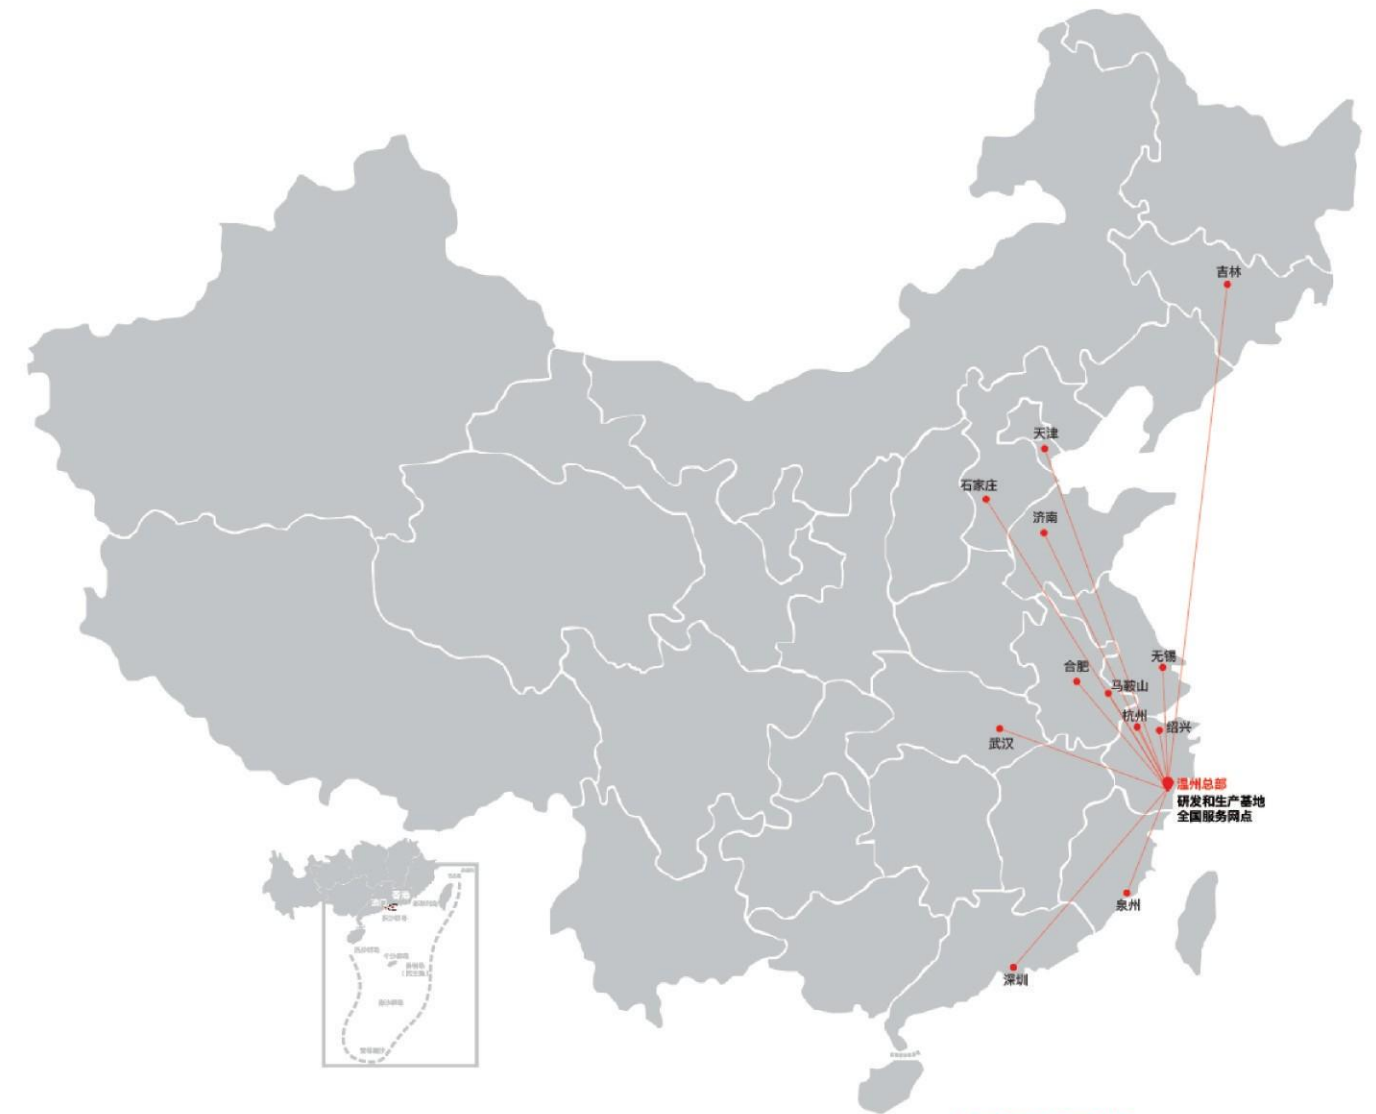 吉林
天津
石家庄
济南
无锡
合肥
马鞍山
杭州
绍兴
武汉
温州总部
研发和生产基地
全国服务网点
泉州
深圳